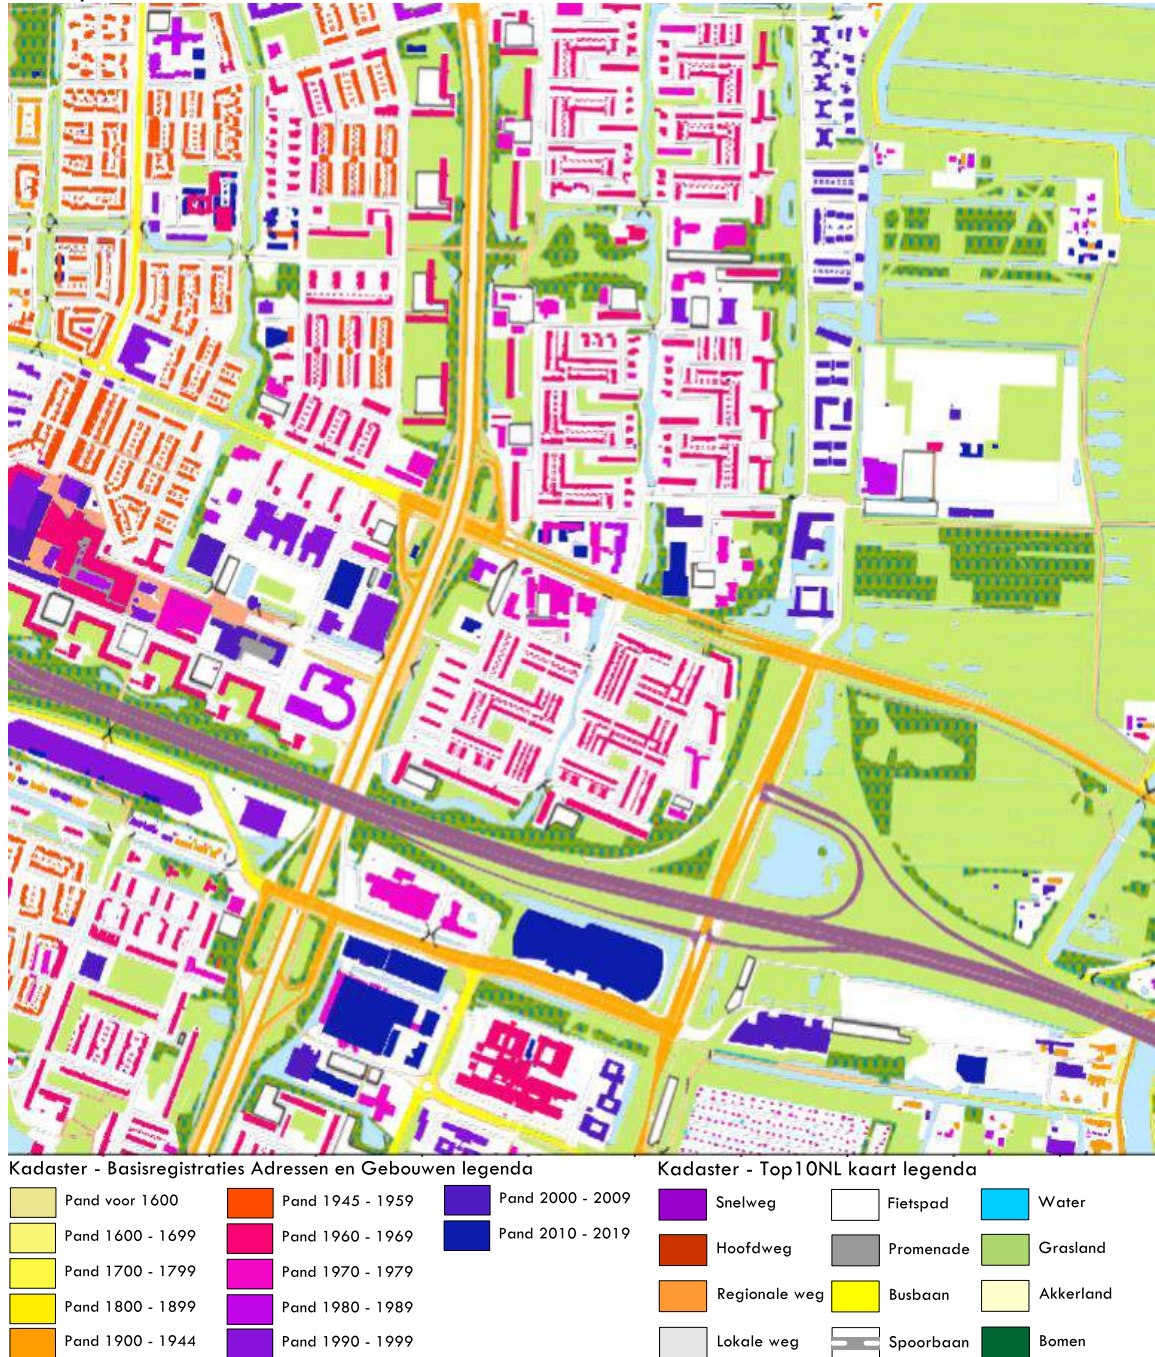 Kadaster - Basisregistraties Adressen en Gebouwen legenda
Pand voor 1600
Pand 1600 - 1699
Pand 1700 - 1799
Pand 1800 - 1899
Pand 1900 - 1944
Pand 1945 - 1959
Pand 1960 - 1969
Pand 1970 - 1979
Pand 1980 - 1989
Pand 1990 - 1999
Pand 2000 - 2009
Pand 2010 - 2019
Kadaster - Top10NL kaart legenda
Snelweg
Hoofdweg
Regionale weg
Lokale weg
Fietspad
Promenade
Busbaan
Spoorbaan
Water
Grasland
Akkerland
Bomen